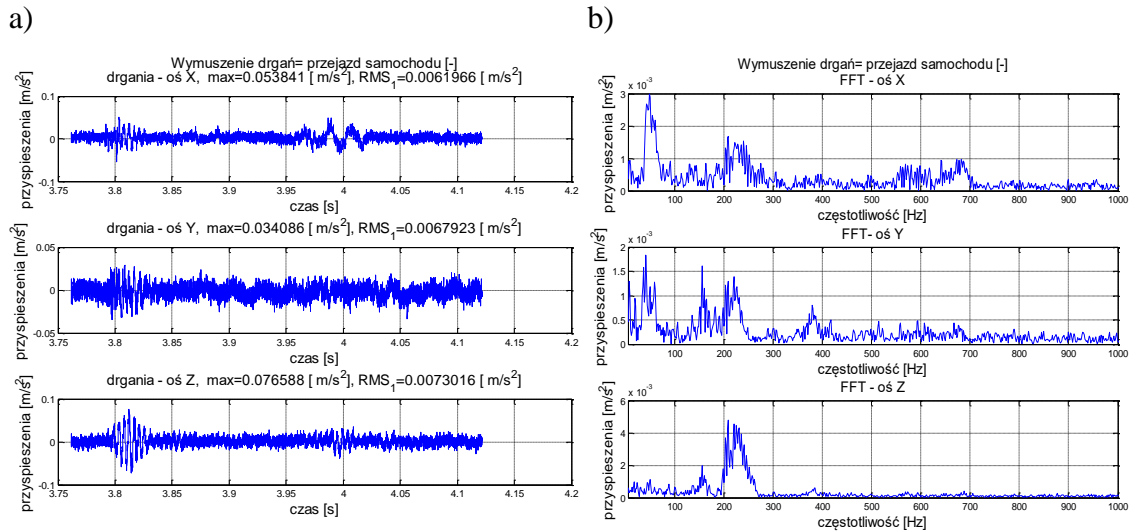 a)
Wymuszenie drgań= przejazd samochodu [-]
drgania - oś X, max=0.053841 [ m/s²], RMS₁=0.0061966 [ m/s²]
przyspieszenia [m/s²]
0.1
0
-0.1
3.75 3.8 3.85 3.9 3.95 4 4.05 4.1 4.15 4.2
czas [s]
drgania - oś Y, max=0.034086 [ m/s²], RMS₁=0.0067923 [ m/s²]
przyspieszenia [m/s²]
0.05
0
-0.05
3.75 3.8 3.85 3.9 3.95 4 4.05 4.1 4.15 4.2
czas [s]
drgania - oś Z, max=0.076588 [ m/s²], RMS₁=0.0073016 [ m/s²]
przyspieszenia [m/s²]
0.1
0
-0.1
3.75 3.8 3.85 3.9 3.95 4 4.05 4.1 4.15 4.2
czas [s]
b)
Wymuszenie drgań= przejazd samochodu [-]
FFT - oś X
x 10⁻³
przyspieszenia [m/s²]
3
2
1
0
100 200 300 400 500 600 700 800 900 1000
częstotliwość [Hz]
FFT- oś Y
x 10⁻³
przyspieszenia [m/s²]
2
1.5
1
0.5
0
100 200 300 400 500 600 700 800 900 1000
częstotliwość [Hz]
FFT - oś Z
x 10⁻³
przyspieszenia [m/s²]
6
4
2
0
100 200 300 400 500 600 700 800 900 1000
częstotliwość [Hz]